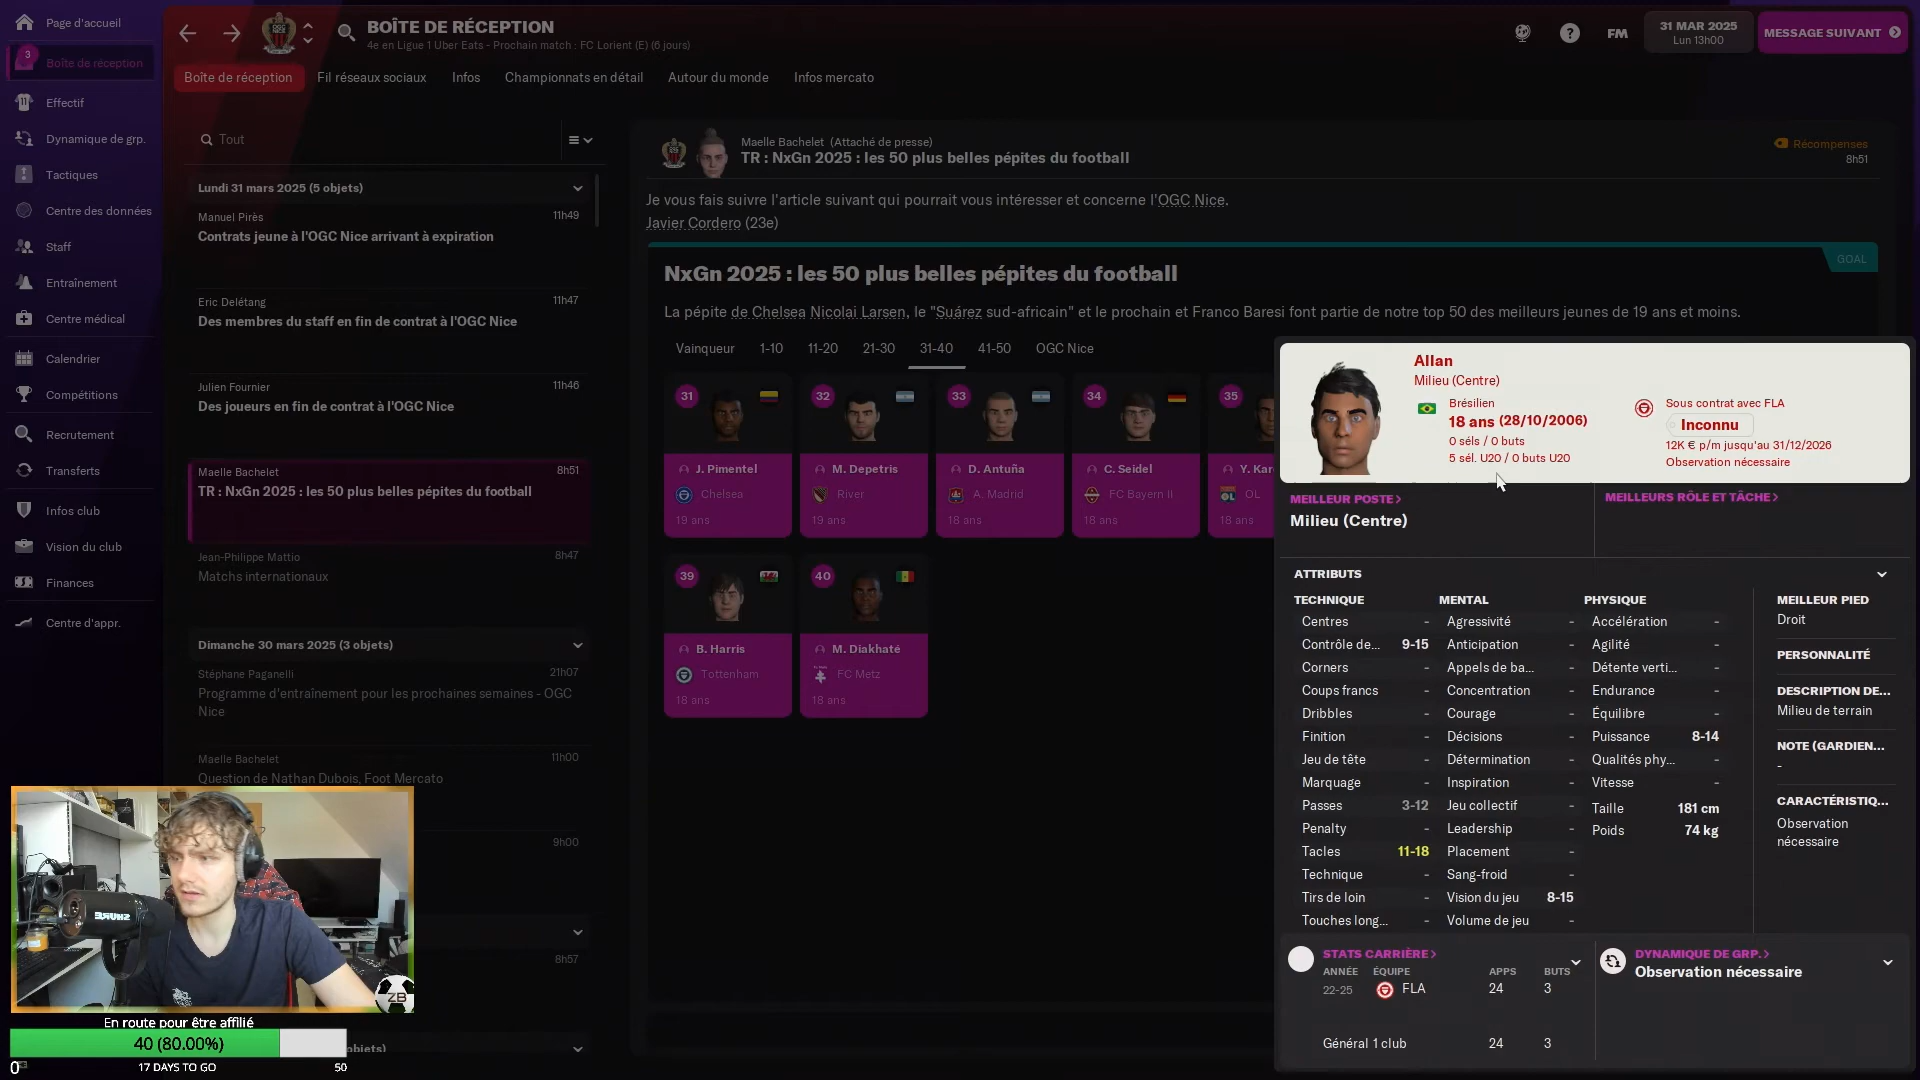 Page d'accueil
3
Boîte de réception
Effectif
Dynamique de grp.
Tactiques
Centre des données
Staff
Entraînement
Centre médical
Calendrier
Compétitions
Recrutement
Transferts
Infos club
Vision du club
Finances
Centre d'appr.
BOÎTE DE RÉCEPTION
4e en Ligue 1 Uber Eats - Prochain match : FC Lorient (E) (6 jours)
FM
31 MAR 2025
Lun 13h00
MESSAGE SUIVANT
Boîte de réception
Fil réseaux sociaux
Infos
Championnats en détail
Autour du monde
Infos mercato
Tout
Lundi 31 mars 2025 (5 objets)
Manuel Pirès 11h49
Contrats jeune à l'OGC Nice arrivant à expiration
Eric Delétang 11h47
Des membres du staff en fin de contrat à l'OGC Nice
Julien Fournier 11h46
Des joueurs en fin de contrat à l'OGC Nice
Maelle Bachelet 8h51
TR : NxGn 2025 : les 50 plus belles pépites du football
Jean-Philippe Mattio 8h47
Matchs internationaux
Dimanche 30 mars 2025 (3 objets)
Stéphane Paganelli 21h07
Programme d'entraînement pour les prochaines semaines - OGC
Nice
Maelle Bachelet 11h00
Question de Nathan Dubois, Foot Mercato
9h00
8h57
objets)
Maelle Bachelet (Attaché de presse)
TR : NxGn 2025 : les 50 plus belles pépites du football
Récompenses
8h51
Je vous fais suivre l'article suivant qui pourrait vous intéresser et concerne l'OGC Nice.
Javier Cordero (23e)
GOAL
NxGn 2025 : les 50 plus belles pépites du football
La pépite de Chelsea Nicolai Larsen, le "Suárez sud-africain" et le prochain et Franco Baresi font partie de notre top 50 des meilleurs jeunes de 19 ans et moins.
Vainqueur 1-10 11-20 21-30 31-40 41-50 OGC Nice
31
J. Pimentel
Chelsea
19 ans
32
M. Depetris
River
19 ans
33
D. Antuña
A. Madrid
18 ans
34
C. Seidel
FC Bayern II
18 ans
35
Y. Kar
OL
18 ans
39
B. Harris
Tottenham
18 ans
40
M. Diakhaté
FC Metz
18 ans
Allan
Milieu (Centre)
Brésilien
18 ans (28/10/2006)
0 séls / 0 buts
5 sél. U20 / 0 buts U20
Sous contrat avec FLA
Inconnu
12K € p/m jusqu'au 31/12/2026
Observation nécessaire
MEILLEUR POSTE
Milieu (Centre)
MEILLEURS RÔLE ET TÂCHE
ATTRIBUTS
TECHNIQUE
Centres -
Contrôle de... 9-15
Corners -
Coups francs -
Dribbles -
Finition -
Jeu de tête -
Marquage -
Passes 3-12
Penalty -
Tacles 11-18
Technique -
Tirs de loin -
Touches long... -
MENTAL
Agressivité -
Anticipation -
Appels de ba... -
Concentration -
Courage -
Décisions -
Détermination -
Inspiration -
Jeu collectif -
Leadership -
Placement -
Sang-froid -
Vision du jeu 8-15
Volume de jeu -
PHYSIQUE
Accélération -
Agilité -
Détente verti... -
Endurance -
Équilibre -
Puissance 8-14
Qualités phy... -
Vitesse -
Taille 181 cm
Poids 74 kg
MEILLEUR PIED
Droit
PERSONNALITÉ
DESCRIPTION DE...
Milieu de terrain
NOTE (GARDIEN...
-
CARACTÉRISTIQ...
Observation
nécessaire
STATS CARRIÈRE
ANNÉE ÉQUIPE APPS BUTS
22-25 FLA 24 3
Général 1 club 24 3
DYNAMIQUE DE GRP.
Observation nécessaire
SHURE
ZB
En route pour être affilié
40 (80.00%)
0 17 DAYS TO GO 50